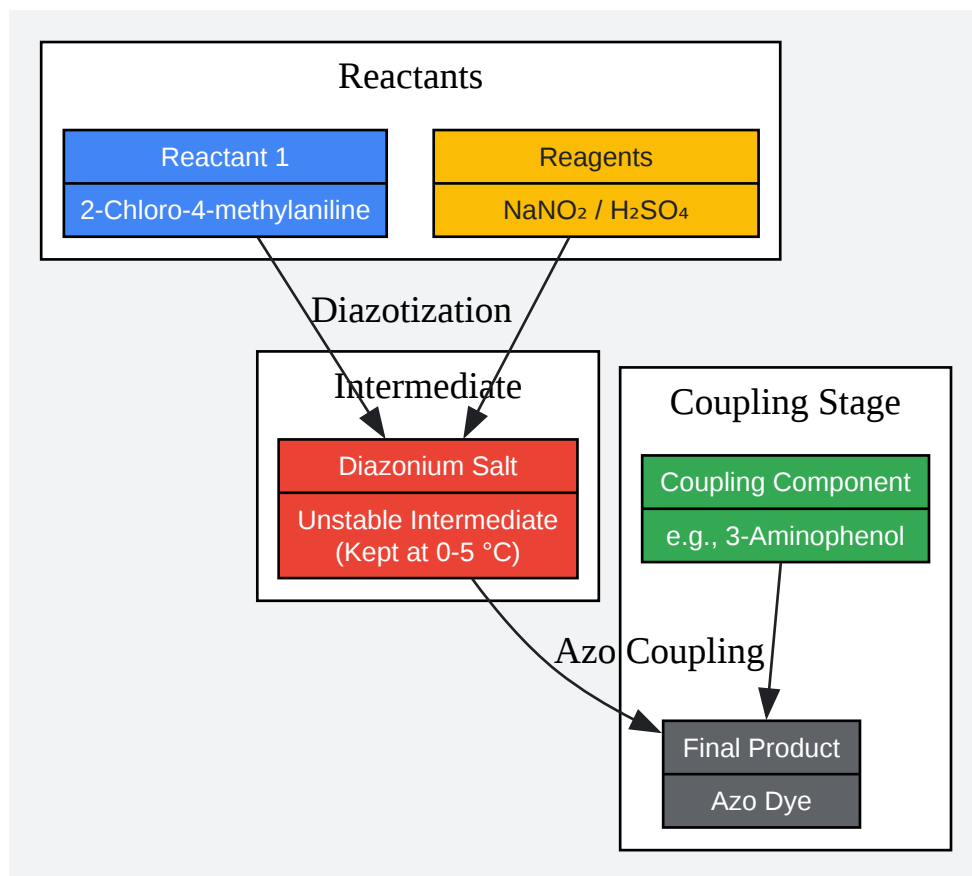 Reactants
Reactant 1
2-Chloro-4-methylaniline
Reagents
NaNO₂ / H₂SO₄
Diazotization
Intermediate
Diazonium Salt
Unstable Intermediate
(Kept at 0-5 °C)
Coupling Stage
Coupling Component
e.g., 3-Aminophenol
Azo Coupling
Final Product
Azo Dye